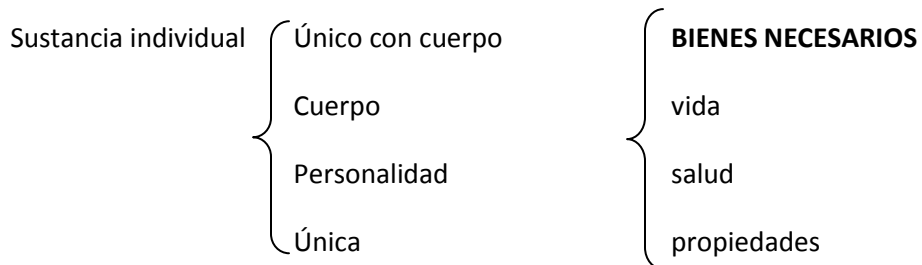 Sustancia individual Único con cuerpo BIENES NECESARIOS
Cuerpo vida
Personalidad salud
Única propiedades